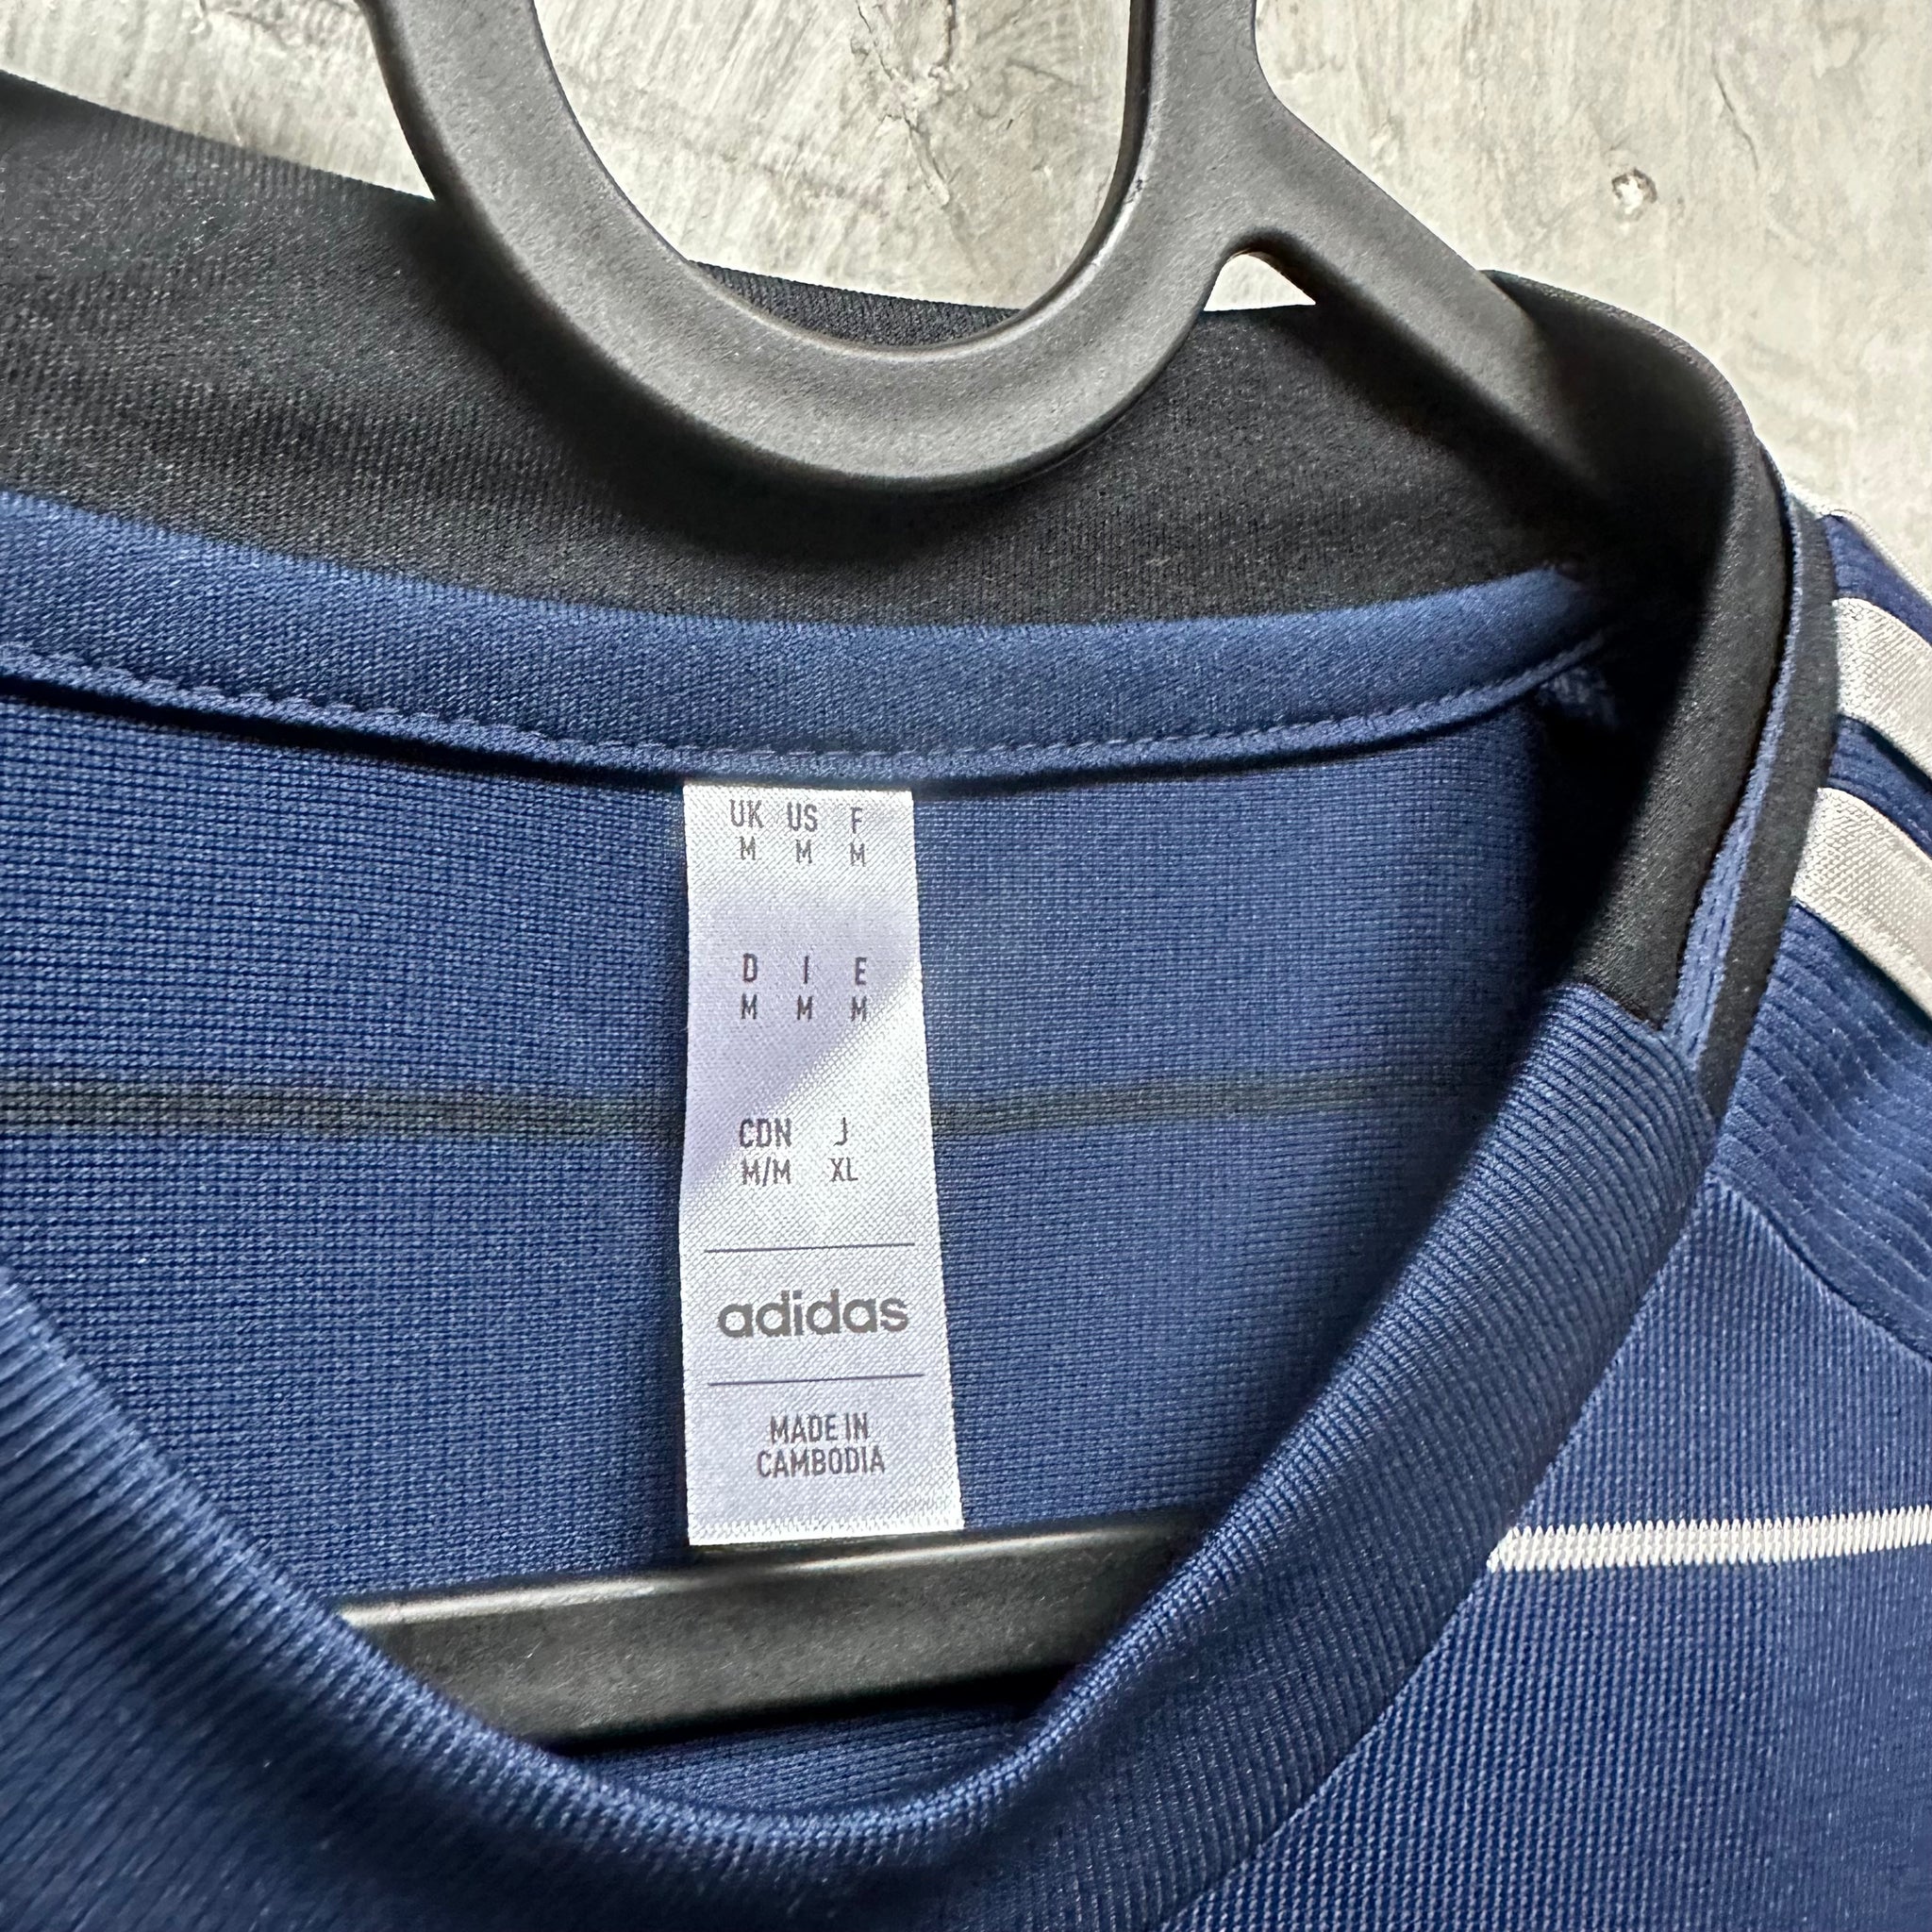 UK US F
M M M
D I E
M M M
CDN J
M/M XL
adidas
MADE IN
CAMBODIA